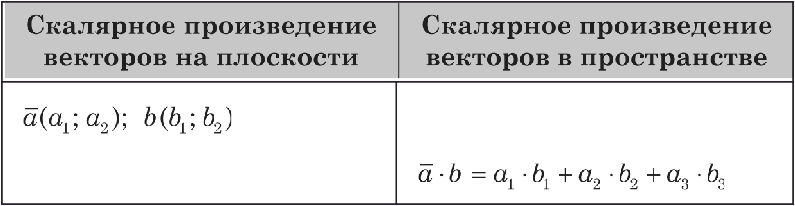 Скалярное произведение
векторов на плоскости
Скалярное произведение
векторов в пространстве
a̅(a₁; a₂); b(b₁; b₂)
a̅ · b = a₁ · b₁ + a₂ · b₂ + a₃ · b₃